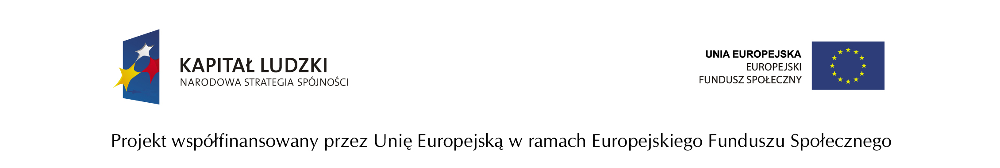 KAPITAŁ LUDZKI
NARODOWA STRATEGIA SPÓJNOŚCI
UNIA EUROPEJSKA
EUROPEJSKI
FUNDUSZ SPOŁECZNY
Projekt współfinansowany przez Unię Europejską w ramach Europejskiego Funduszu Społecznego